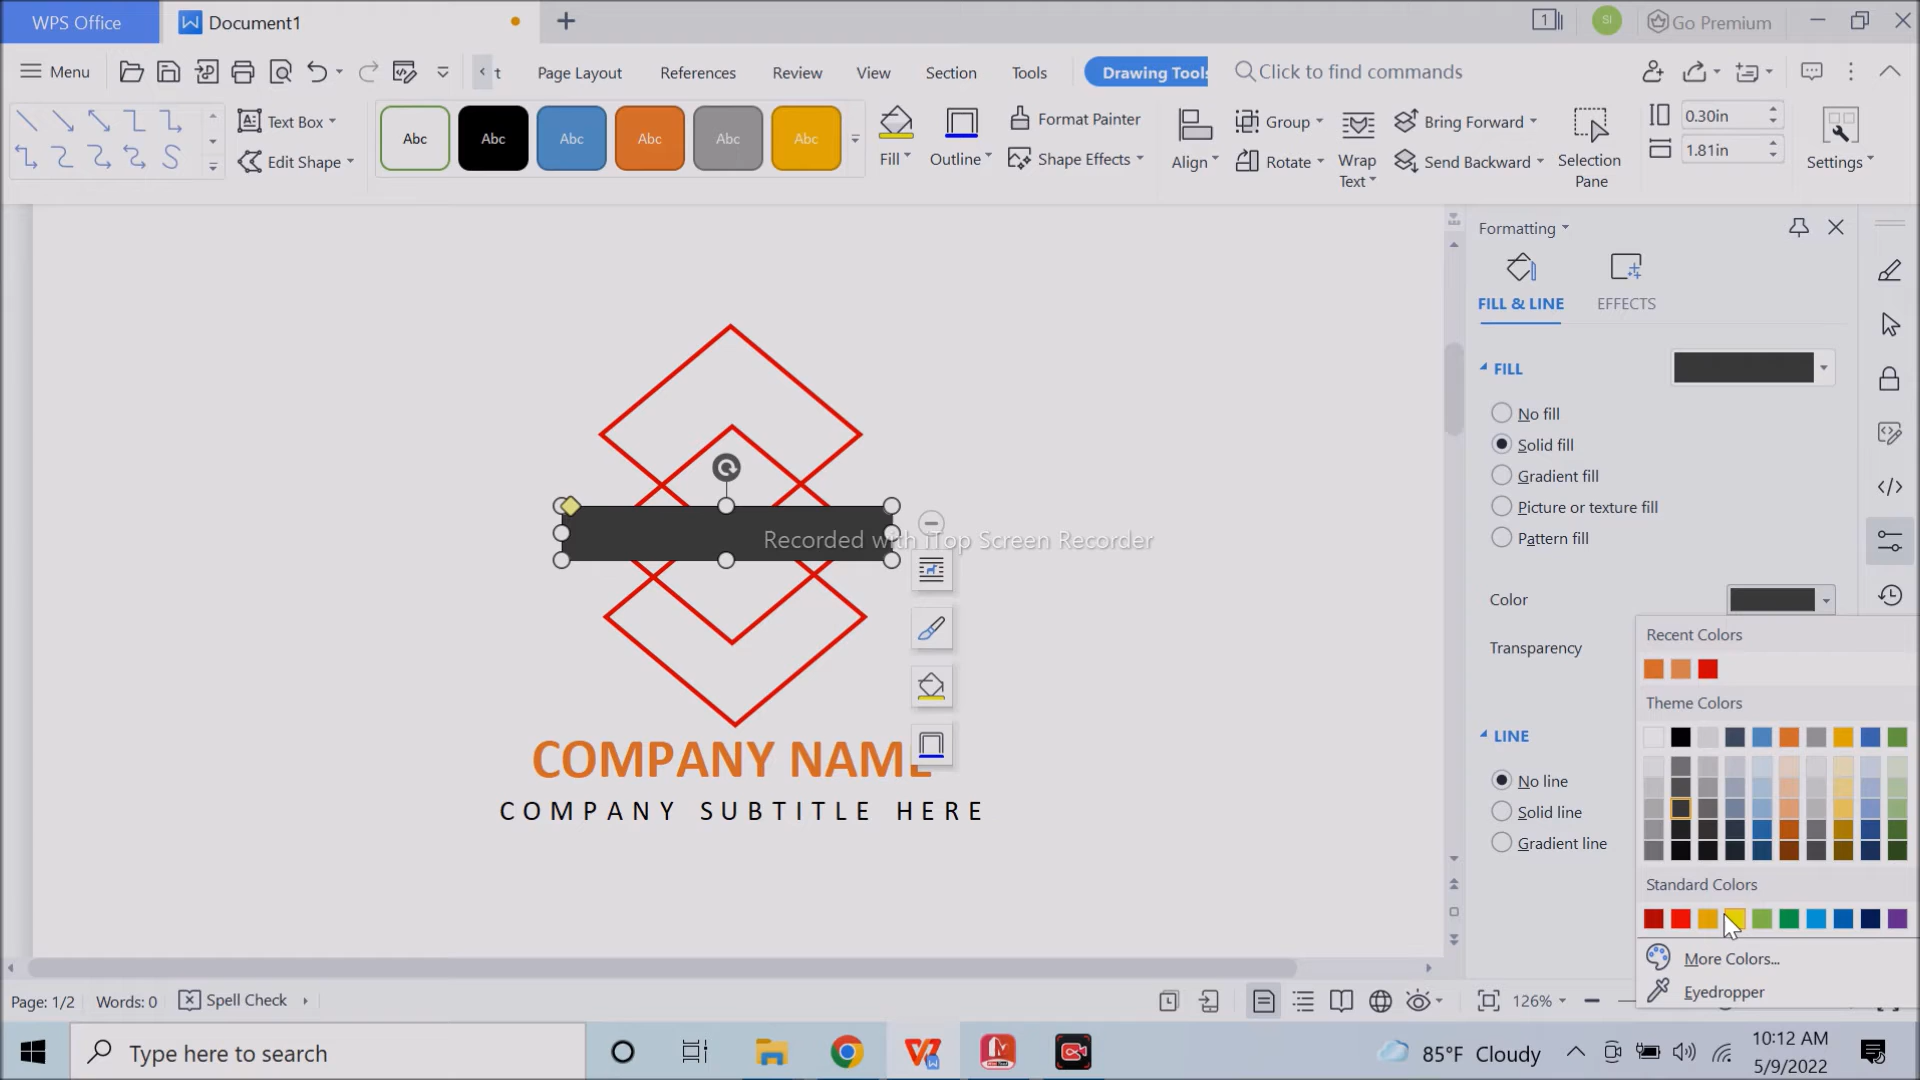 WPS Office
Document1
1
SI
Go Premium
Menu
t
Page Layout
References
Review
View
Section
Tools
Drawing Tools
Click to find commands
Text Box
Edit Shape
Abc
Abc
Abc
Abc
Abc
Abc
Fill
Outline
Format Painter
Shape Effects
Align
Group
Rotate
Wrap
Text
Bring Forward
Send Backward
Selection
Pane
0.30in
1.81in
Settings
Formatting
FILL & LINE
EFFECTS
FILL
No fill
Solid fill
Gradient fill
Picture or texture fill
Pattern fill
Color
Transparency
LINE
No line
Solid line
Gradient line
Recent Colors
Theme Colors
Standard Colors
More Colors...
Eyedropper
Recorded with iTop Screen Recorder
COMPANY NAME
COMPANY SUBTITLE HERE
Page: 1/2
Words: 0
Spell Check
126%
Type here to search
85°F Cloudy
10:12 AM
5/9/2022